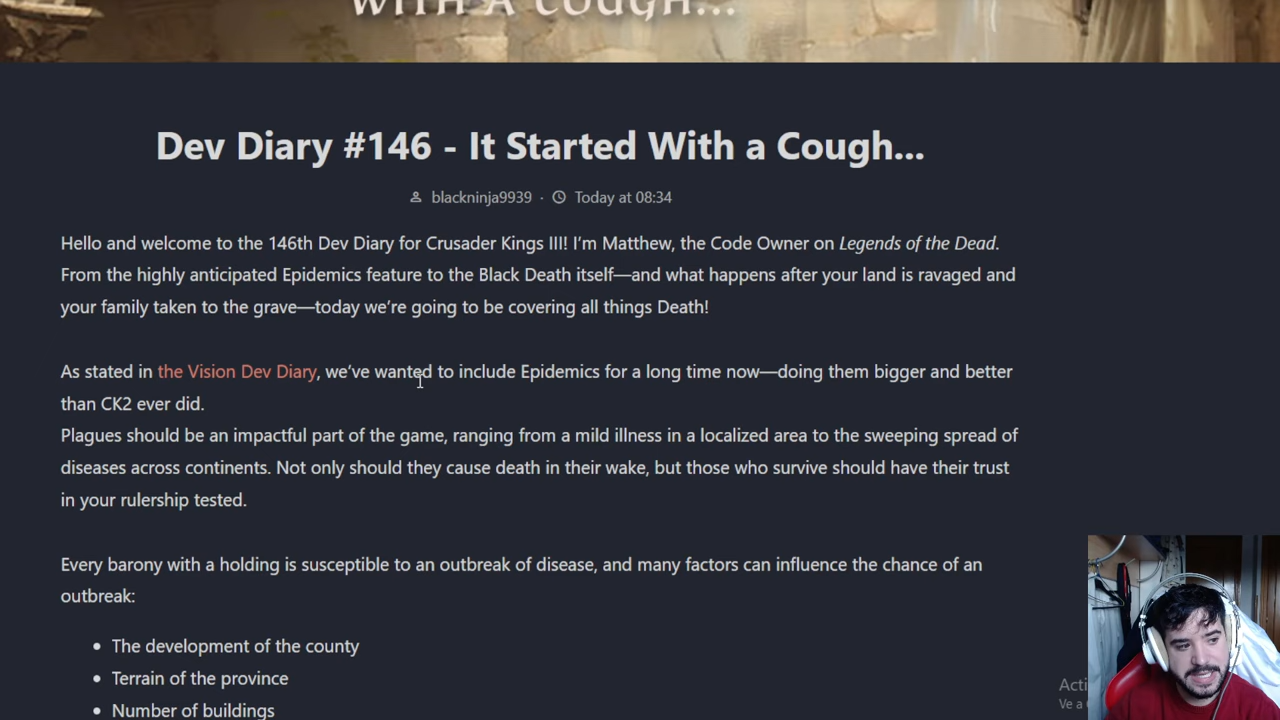 WITH A COUGH...
Dev Diary #146 - It Started With a Cough...
blackninja9939 · Today at 08:34
Hello and welcome to the 146th Dev Diary for Crusader Kings III! I’m Matthew, the Code Owner on Legends of the Dead.
From the highly anticipated Epidemics feature to the Black Death itself—and what happens after your land is ravaged and
your family taken to the grave—today we’re going to be covering all things Death!
As stated in the Vision Dev Diary, we’ve wanted to include Epidemics for a long time now—doing them bigger and better
than CK2 ever did.
Plagues should be an impactful part of the game, ranging from a mild illness in a localized area to the sweeping spread of
diseases across continents. Not only should they cause death in their wake, but those who survive should have their trust
in your rulership tested.
Every barony with a holding is susceptible to an outbreak of disease, and many factors can influence the chance of an
outbreak:
• The development of the county
• Terrain of the province
• Number of buildings
Acti
Ve a